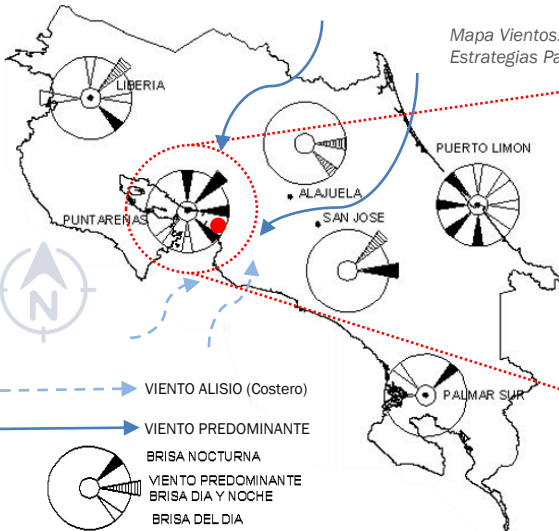 Mapa Vientos.
Estrategias Pa
LIBERIA
PUERTO LIMON
ALAJUELA
PUNTARENAS
SAN JOSE
N
PALMAR SUR
VIENTO ALISIO (Costero)
VIENTO PREDOMINANTE
BRISA NOCTURNA
VIENTO PREDOMINANTE
BRISA DIA Y NOCHE
BRISA DEL DIA